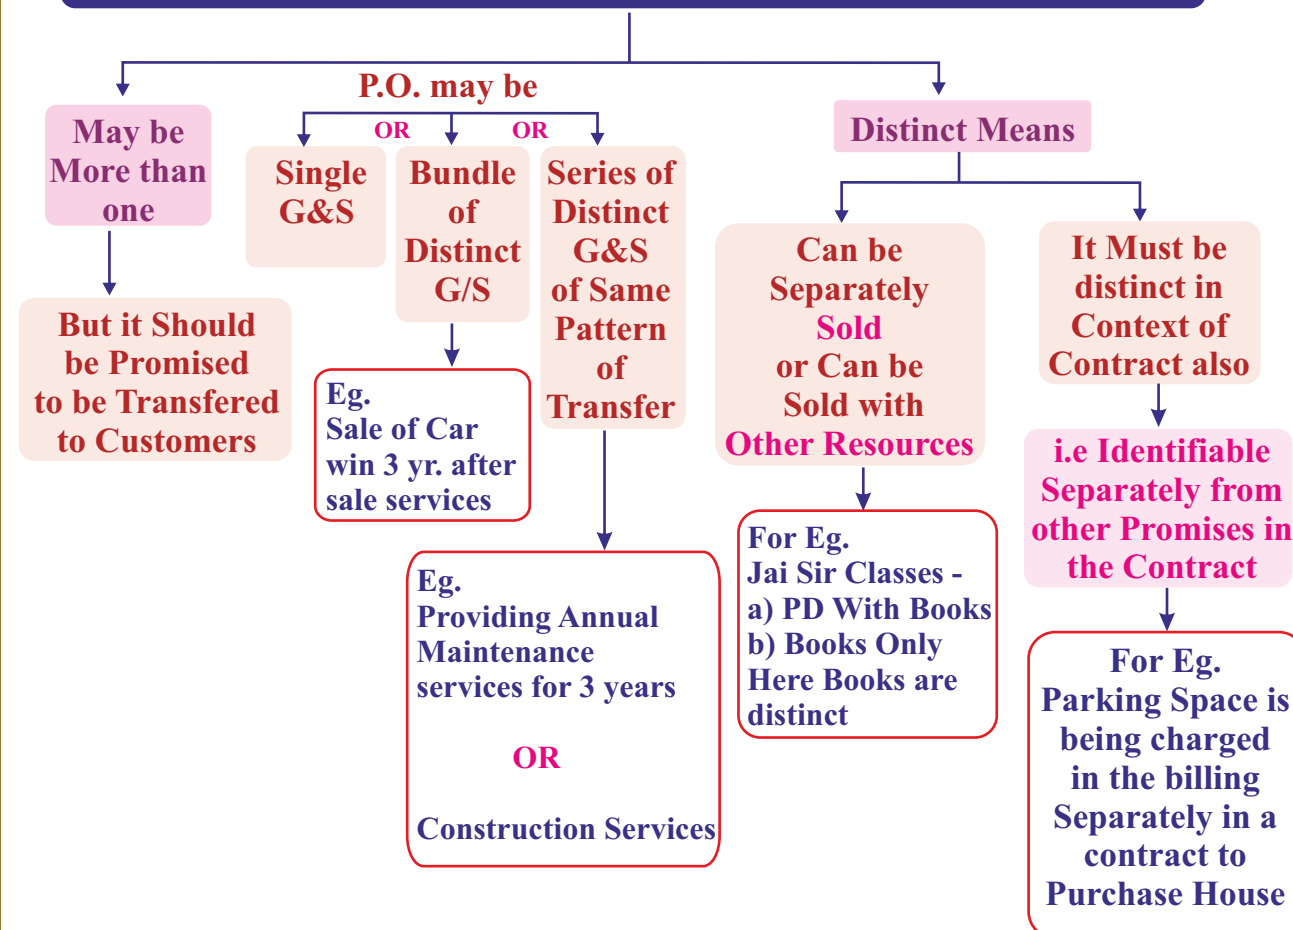 P.O. may be
May be
More than
one
But it Should
be Promised
to be Transfered
to Customers
OR
OR
Single
G&S
Bundle
of
Distinct
G/S
Eg.
Sale of Car
win 3 yr. after
sale services
Series of
Distinct
G&S
of Same
Pattern
of
Transfer
Eg.
Providing Annual
Maintenance
services for 3 years
OR
Construction Services
Distinct Means
Can be
Separately
Sold
or Can be
Sold with
Other Resources
For Eg.
Jai Sir Classes -
a) PD With Books
b) Books Only
Here Books are
distinct
It Must be
distinct in
Context of
Contract also
i.e Identifiable
Separately from
other Promises in
the Contract
For Eg.
Parking Space is
being charged
in the billing
Separately in a
contract to
Purchase House